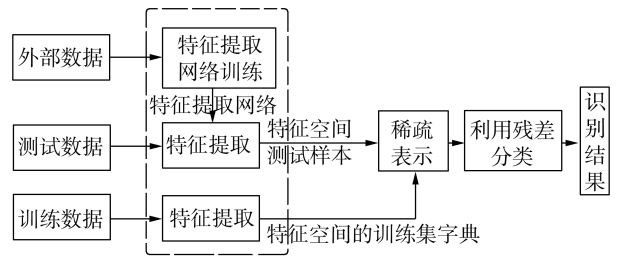 外部数据
特征提取
网络训练
特征提取网络
测试数据
特征提取
特征空间
测试样本
稀疏
表示
利用残差
分类
识
别
结
果
训练数据
特征提取
特征空间的训练集字典